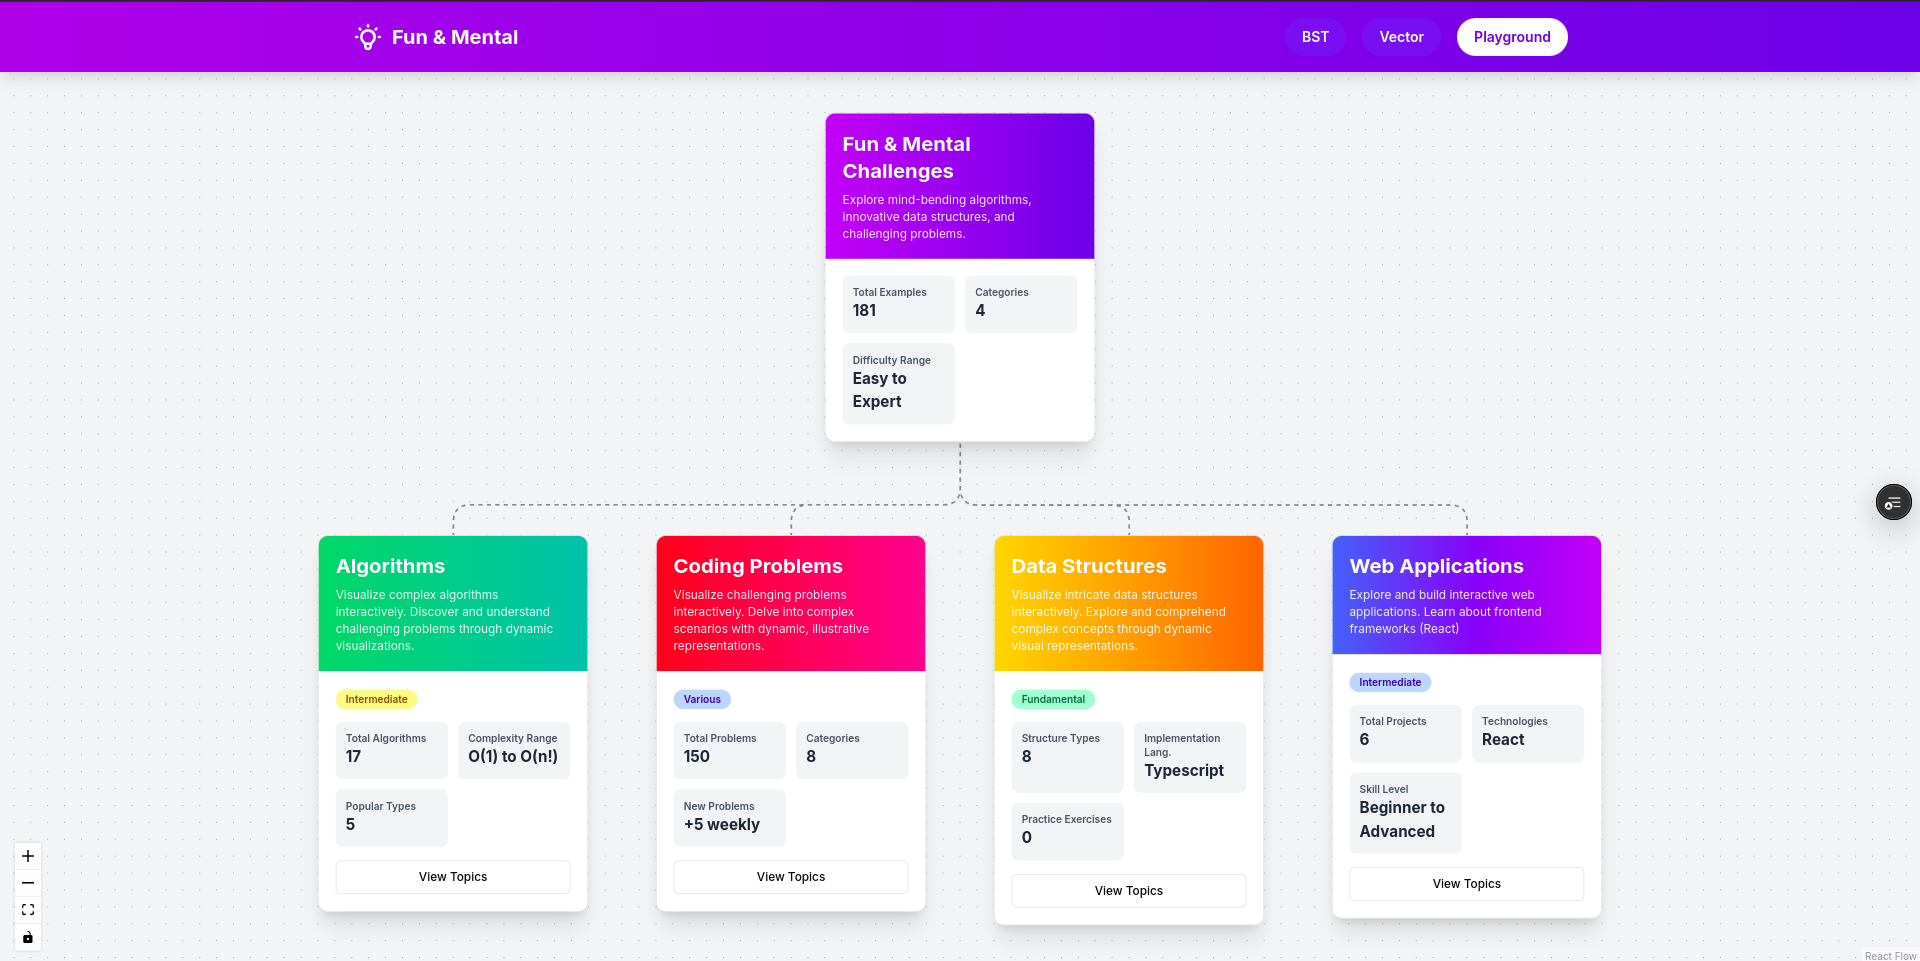 Fun & Mental
BST
Vector
Playground
Fun & Mental
Challenges
Explore mind-bending algorithms,
innovative data structures, and
challenging problems.
Total Examples
181
Categories
4
Difficulty Range
Easy to
Expert
Algorithms
Visualize complex algorithms
interactively. Discover and understand
challenging problems through dynamic
visualizations.
Intermediate
Total Algorithms
17
Complexity Range
O(1) to O(n!)
Popular Types
5
View Topics
Coding Problems
Visualize challenging problems
interactively. Delve into complex
scenarios with dynamic, illustrative
representations.
Various
Total Problems
150
Categories
8
New Problems
+5 weekly
View Topics
Data Structures
Visualize intricate data structures
interactively. Explore and comprehend
complex concepts through dynamic
visual representations.
Fundamental
Structure Types
8
Implementation
Lang.
Typescript
Practice Exercises
0
View Topics
Web Applications
Explore and build interactive web
applications. Learn about frontend
frameworks (React)
Intermediate
Total Projects
6
Technologies
React
Skill Level
Beginner to
Advanced
View Topics
React Flow